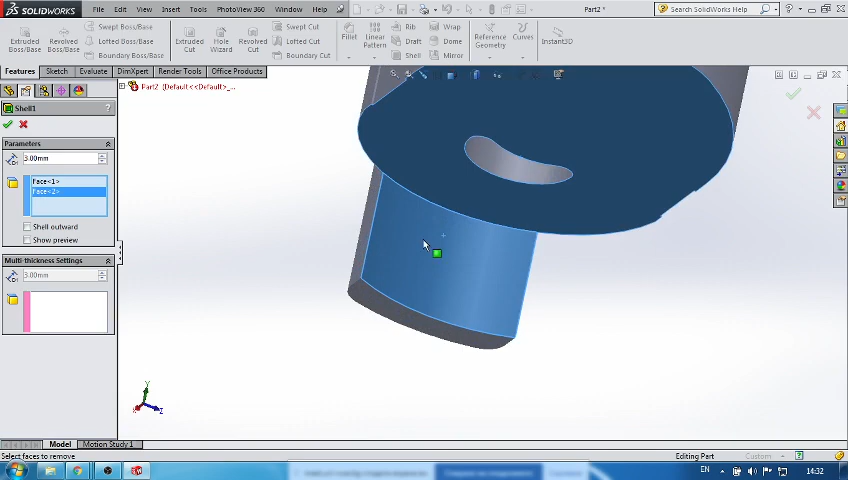 SOLIDWORKS File Edit View Insert Tools PhotoView 360 Window Help Part2 * Search SolidWorks Help
Extruded Boss/Base
Revolved Boss/Base
Swept Boss/Base
Lofted Boss/Base
Boundary Boss/Base
Extruded Cut
Hole Wizard
Revolved Cut
Swept Cut
Lofted Cut
Boundary Cut
Fillet
Linear Pattern
Rib
Draft
Shell
Wrap
Dome
Mirror
Reference Geometry
Curves
Instant3D
Features Sketch Evaluate DimXpert Render Tools Office Products
Shell1 ?
Part2 (Default<<Default>_...
Parameters
3.00mm
Face<1>
Face<2>
Shell outward
Show preview
Multi-thickness Settings
3.00mm
Y
Z
Model Motion Study 1
Select faces to remove Editing Part Custom
EN 14:32